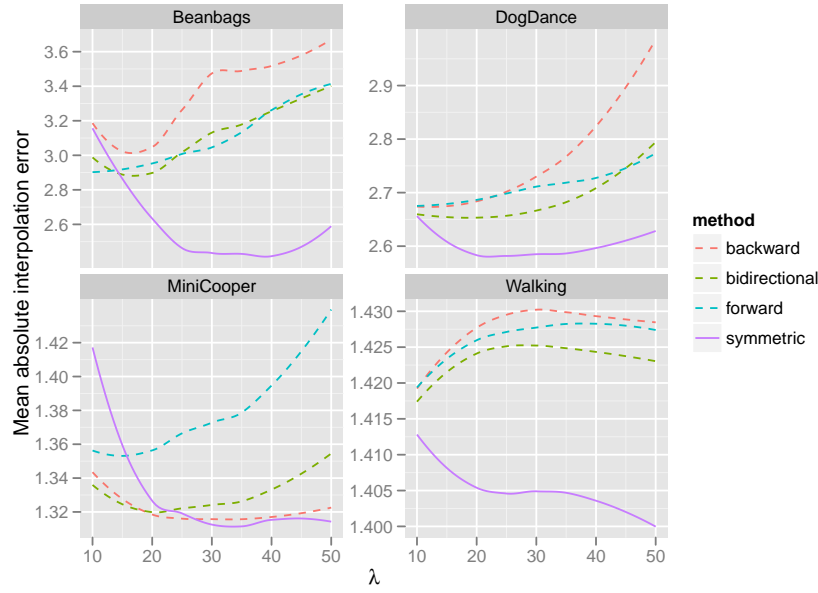 Beanbags
DogDance
3.6
3.4
3.2
3.0
2.8
2.6
2.9
2.8
2.7
2.6
MiniCooper
Walking
1.42
1.40
1.38
1.36
1.34
1.32
1.430
1.425
1.420
1.415
1.410
1.405
1.400
10 20 30 40 50
10 20 30 40 50
λ
Mean absolute interpolation error
method
backward
bidirectional
forward
symmetric